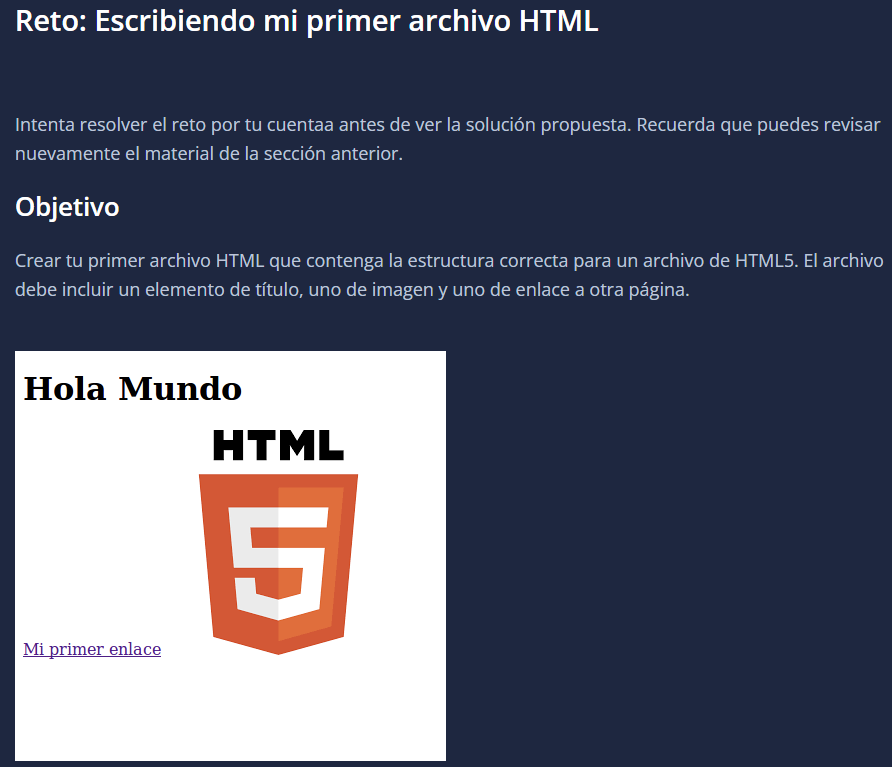 Reto: Escribiendo mi primer archivo HTML
Intenta resolver el reto por tu cuentaa antes de ver la solución propuesta. Recuerda que puedes revisar
nuevamente el material de la sección anterior.
Objetivo
Crear tu primer archivo HTML que contenga la estructura correcta para un archivo de HTML5. El archivo
debe incluir un elemento de título, uno de imagen y uno de enlace a otra página.
Hola Mundo
HTML
5
Mi primer enlace